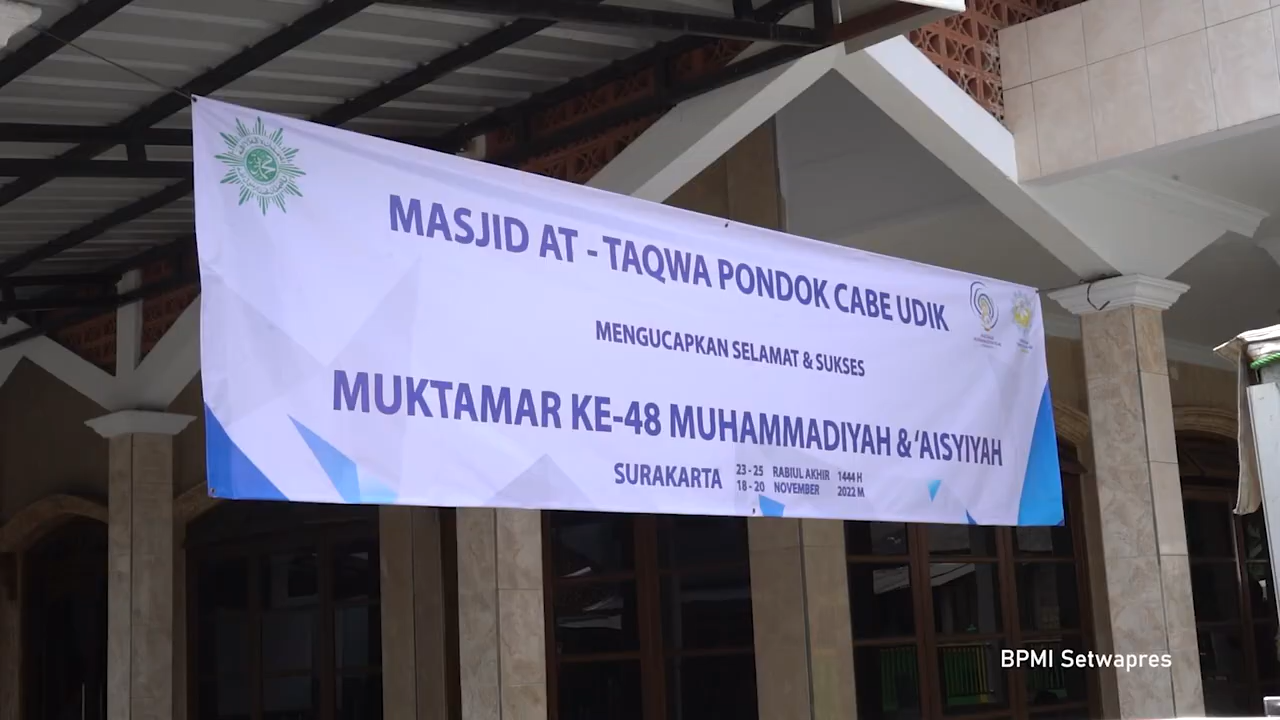 MASJID AT - TAQWA PONDOK CABE UDIK
MENGUCAPKAN SELAMAT & SUKSES
MUKTAMAR KE-48 MUHAMMADIYAH & 'AISYIYAH
SURAKARTA 23 - 25 RABIUL AKHIR 1444 H
18 - 20 NOVEMBER 2022 M
BPMI Setwapres